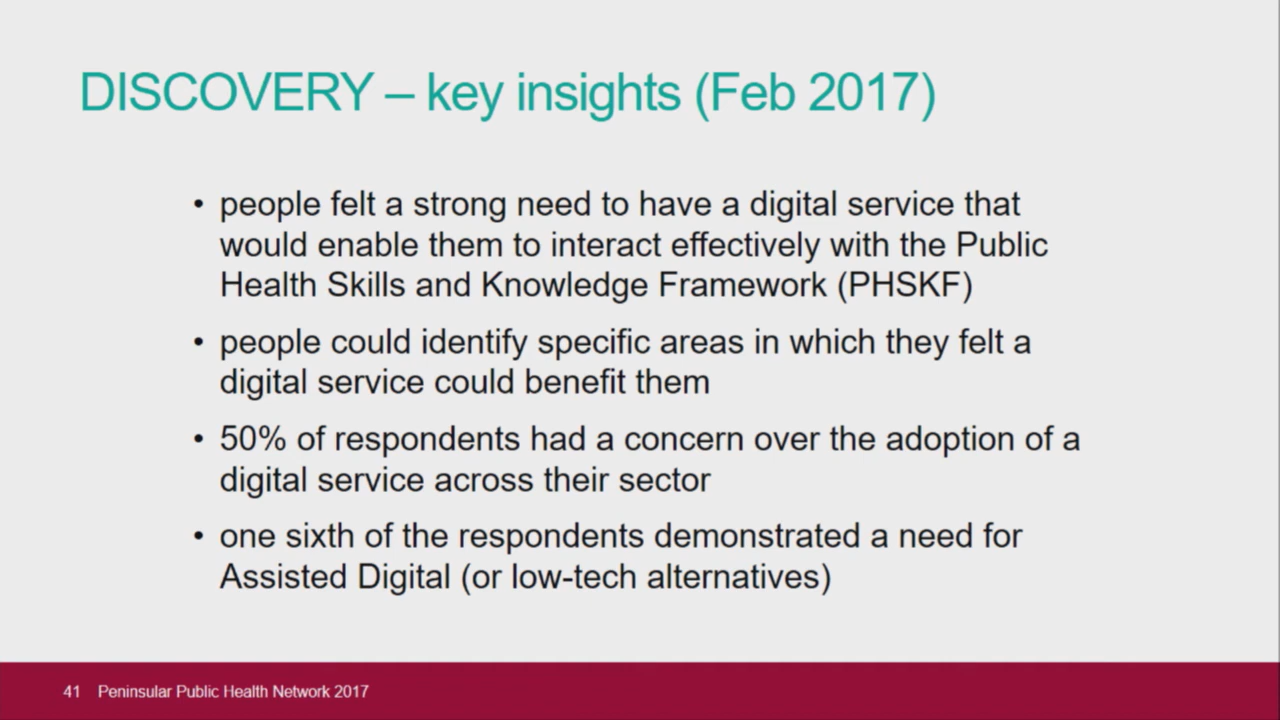 DISCOVERY – key insights (Feb 2017)
• people felt a strong need to have a digital service that
would enable them to interact effectively with the Public
Health Skills and Knowledge Framework (PHSKF)
• people could identify specific areas in which they felt a
digital service could benefit them
• 50% of respondents had a concern over the adoption of a
digital service across their sector
• one sixth of the respondents demonstrated a need for
Assisted Digital (or low-tech alternatives)
41 Peninsular Public Health Network 2017